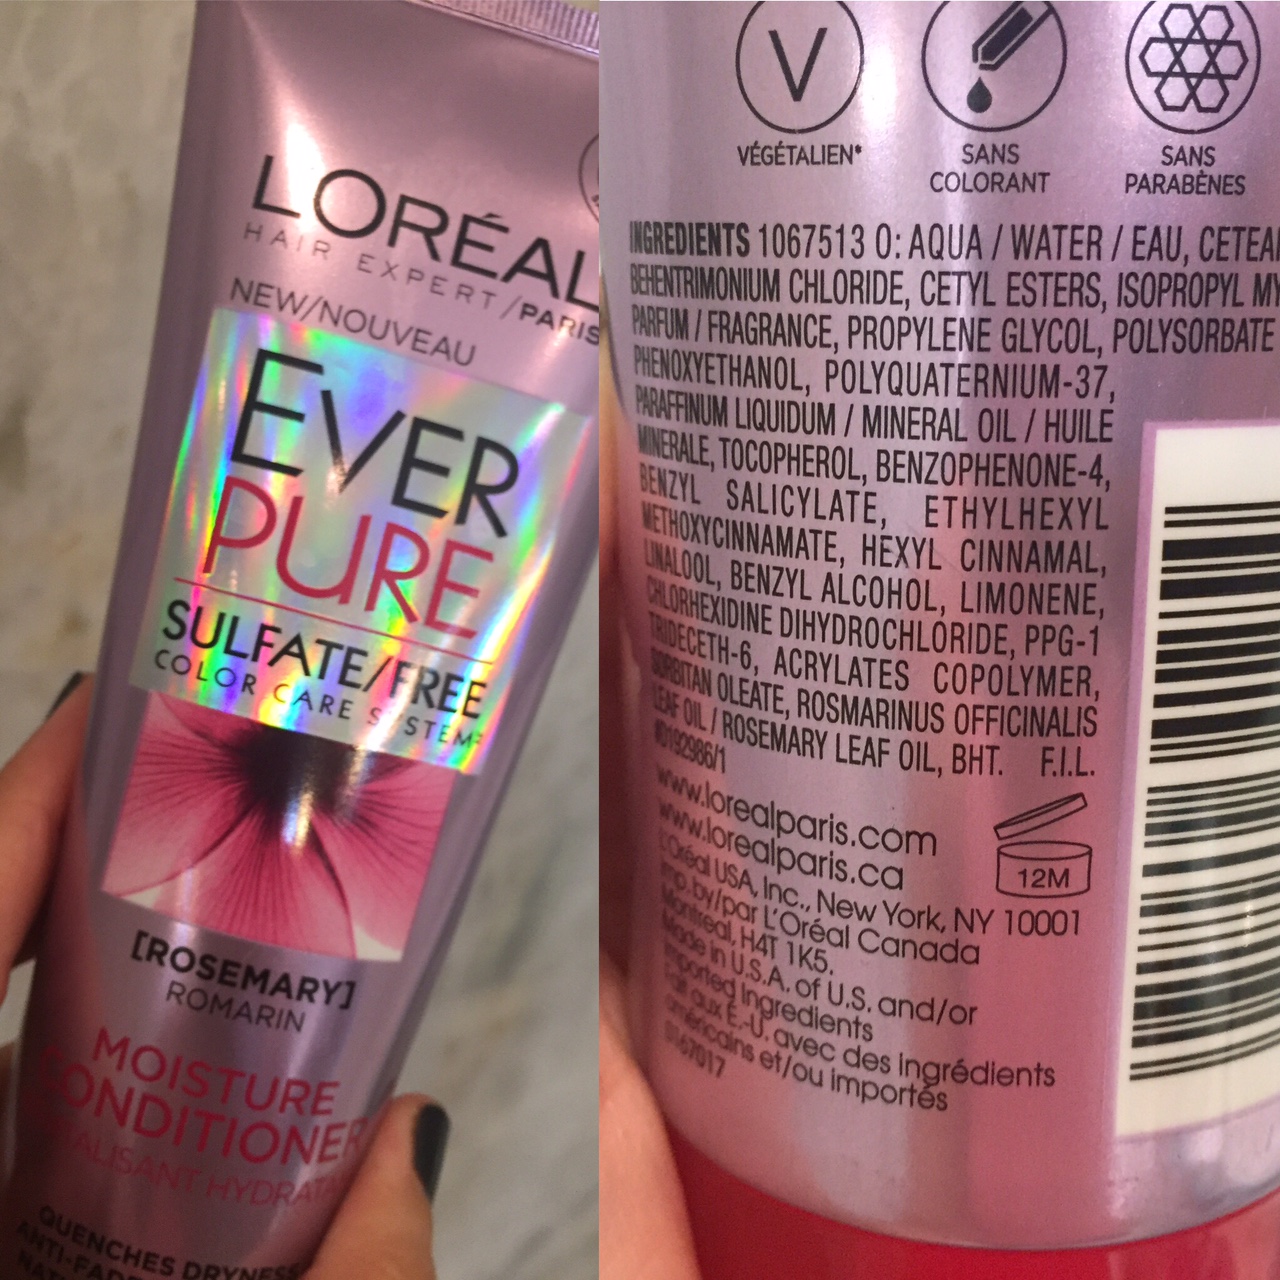 L'ORÉAL
HAIR EXPERT/PARIS
NEW/NOUVEAU
EVER
PURE
SULFATE/FREE
COLOR CARE SYSTEM
[ROSEMARY]
ROMARIN
MOISTURE
CONDITIONER
QUENCHES DRYNESS
V
VÉGÉTALIEN*
SANS
COLORANT
SANS
PARABÈNES
INGREDIENTS 1067513 O: AQUA / WATER / EAU,
BEHENTRIMONIUM CHLORIDE, CETYL ESTERS, ISOPROPYL
PARFUM / FRAGRANCE, PROPYLENE GLYCOL, POLYSORBATE
PHENOXYETHANOL, POLYQUATERNIUM-37,
PARAFFINUM LIQUIDUM / MINERAL OIL / HUILE
MINERALE, TOCOPHEROL, BENZOPHENONE-4,
BENZYL SALICYLATE, ETHYLHEXYL
METHOXYCINNAMATE, HEXYL CINNAMAL,
LINALOOL, BENZYL ALCOHOL, LIMONENE,
CHLORHEXIDINE DIHYDROCHLORIDE, PPG-1
TRIDECETH-6, ACRYLATES COPOLYMER,
SORBITAN OLEATE, ROSMARINUS OFFICINALIS
LEAF OIL / ROSEMARY LEAF OIL, BHT. F.I.L.
#D192986/1
www.lorealparis.com
www.lorealparis.ca
12M
L'Oréal USA, Inc., New York, NY 10001
Imp. by/par L'Oréal Canada
Montreal, H4T 1K5.
Made in U.S.A. of U.S. and/or
imported ingredients
Fait aux É.-U. avec des ingrédients
américains et/ou importés